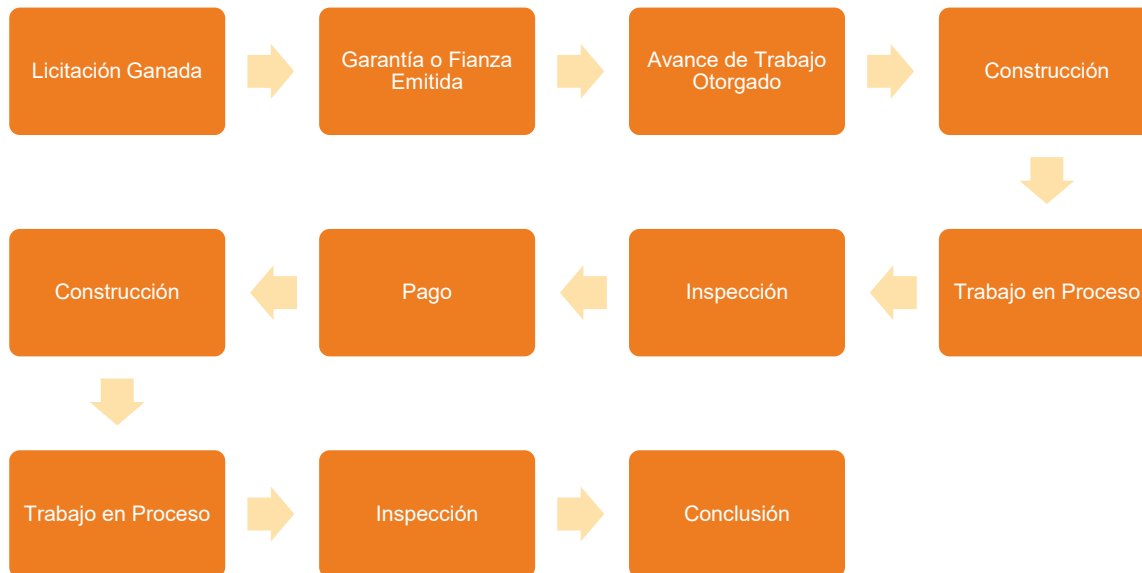 Licitación Ganada
Garantía o Fianza
Emitida
Avance de Trabajo
Otorgado
Construcción
Trabajo en Proceso
Inspección
Pago
Construcción
Trabajo en Proceso
Inspección
Conclusión